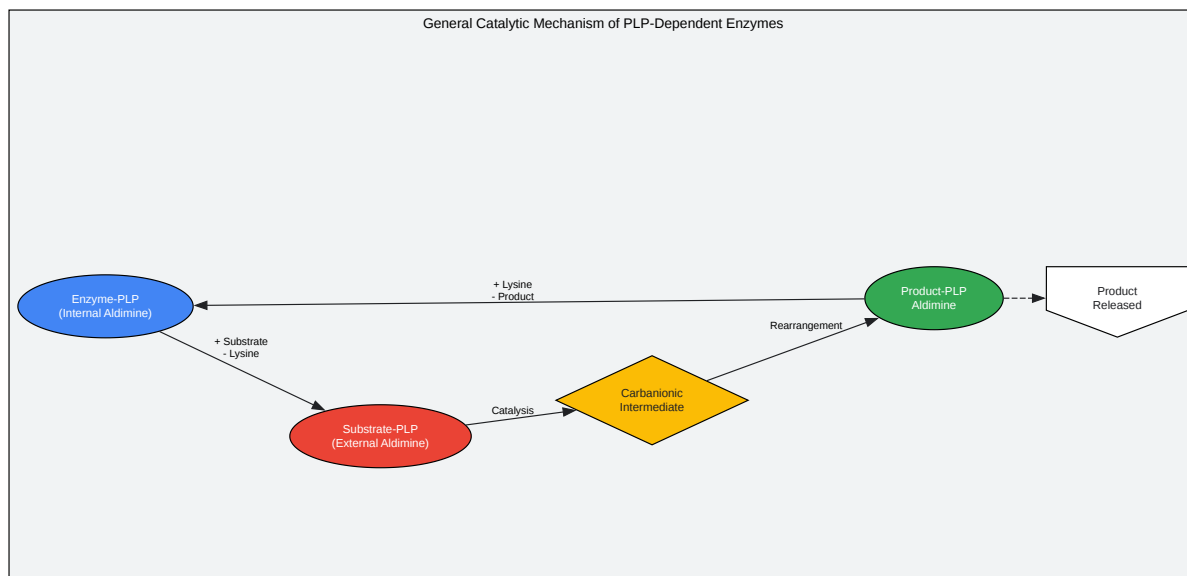 General Catalytic Mechanism of PLP-Dependent Enzymes
+ Lysine
- Product
Enzyme-PLP
(Internal Aldimine)
Product-PLP
Aldimine
Product
Released
Rearrangement
+ Substrate
- Lysine
Carbanionic
Intermediate
Catalysis
Substrate-PLP
(External Aldimine)